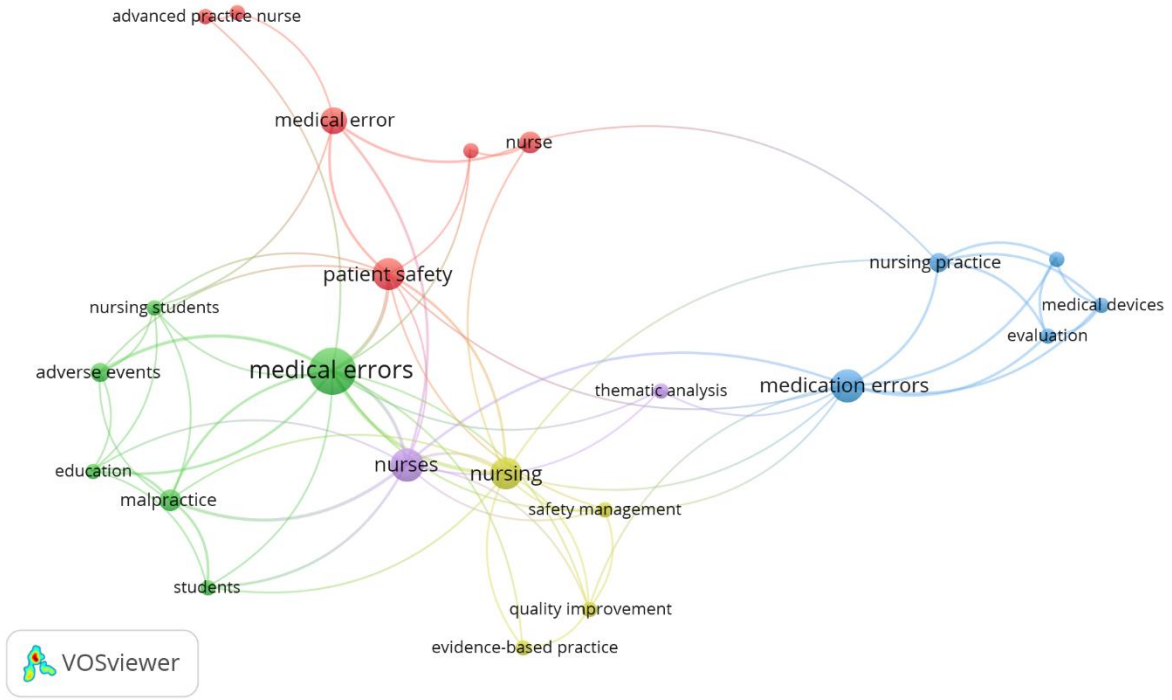 advanced practice nurse
medical error
nurse
nursing practice
patient safety
medical devices
nursing students
evaluation
medical errors
adverse events
thematic analysis
medication errors
nurses
nursing
education
malpractice
safety management
students
quality improvement
evidence-based practice
VOSviewer